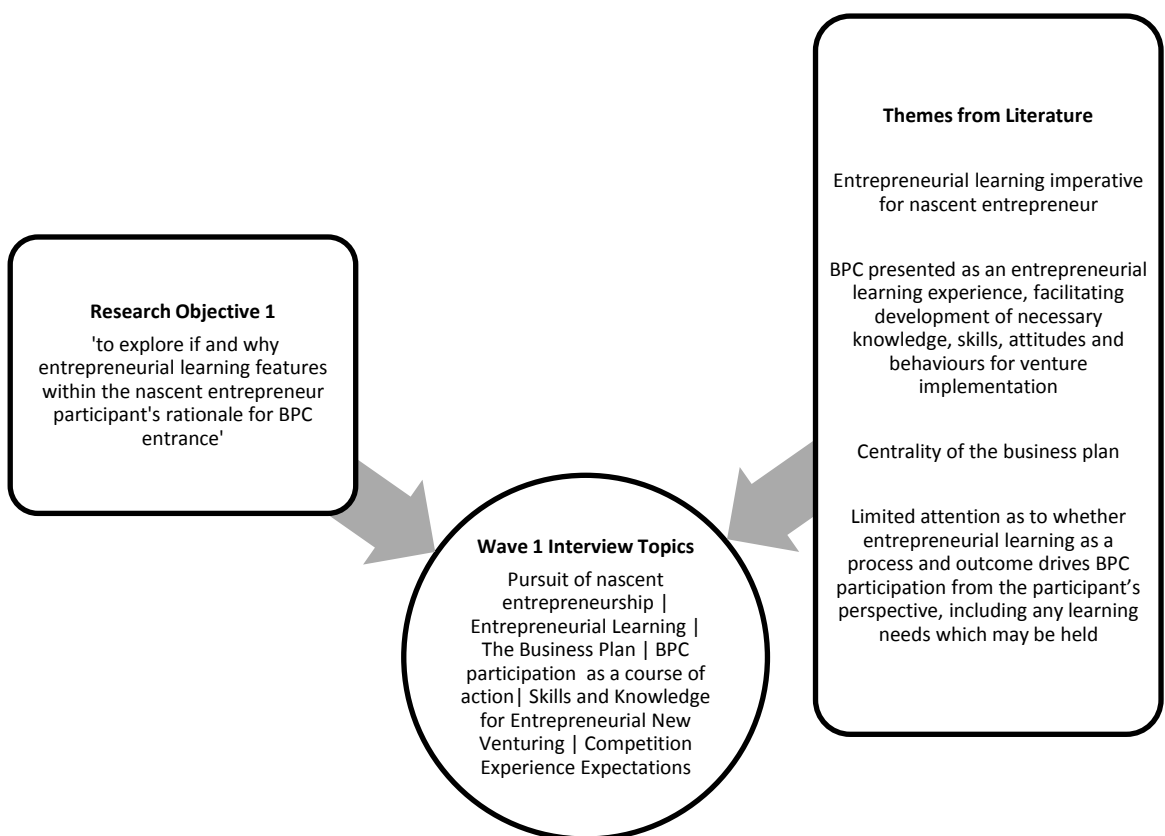 Research Objective 1
'to explore if and why
entrepreneurial learning features
within the nascent entrepreneur
participant's rationale for BPC
entrance'
Themes from Literature
Entrepreneurial learning imperative
for nascent entrepreneur
BPC presented as an entrepreneurial
learning experience, facilitating
development of necessary
knowledge, skills, attitudes and
behaviours for venture
implementation
Centrality of the business plan
Limited attention as to whether
entrepreneurial learning as a
process and outcome drives BPC
participation from the participant’s
perspective, including any learning
needs which may be held
Wave 1 Interview Topics
Pursuit of nascent
entrepreneurship |
Entrepreneurial Learning |
The Business Plan | BPC
participation as a course of
action| Skills and Knowledge
for Entrepreneurial New
Venturing | Competition
Experience Expectations